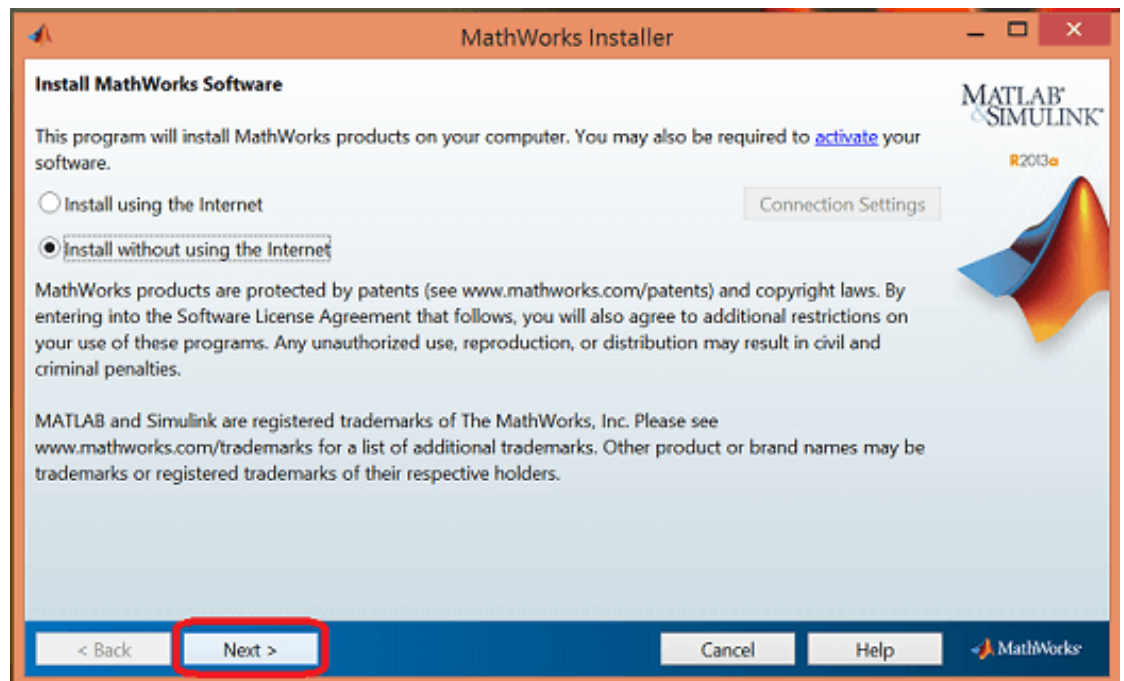 MathWorks Installer
Install MathWorks Software
MATLAB®
&SIMULINK®
This program will install MathWorks products on your computer. You may also be required to activate your
software.
R2013a
Install using the Internet
Connection Settings
Install without using the Internet
MathWorks products are protected by patents (see www.mathworks.com/patents) and copyright laws. By
entering into the Software License Agreement that follows, you will also agree to additional restrictions on
your use of these programs. Any unauthorized use, reproduction, or distribution may result in civil and
criminal penalties.
MATLAB and Simulink are registered trademarks of The MathWorks, Inc. Please see
www.mathworks.com/trademarks for a list of additional trademarks. Other product or brand names may be
trademarks or registered trademarks of their respective holders.
< Back
Next >
Cancel
Help
MathWorks®